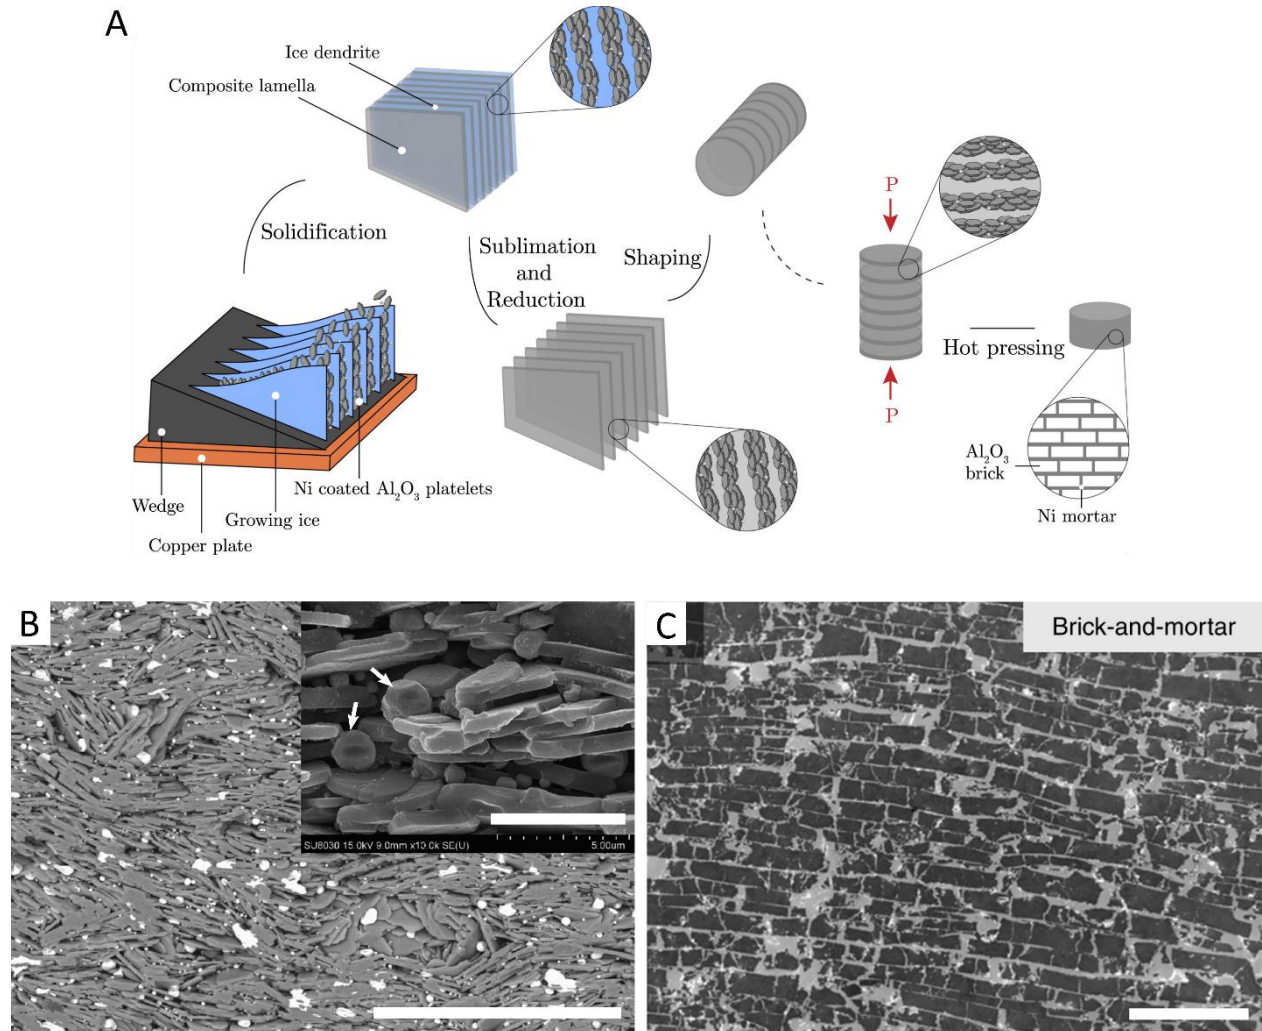 A
Ice dendrite
Composite lamella
Solidification
Sublimation
and
Reduction
Shaping
P
P
Hot pressing
Al₂O₃
brick
Ni mortar
Ni coated Al₂O₃ platelets
Wedge
Growing ice
Copper plate
B
SU8030 15.0kV 9.0mm x10.0k SE(U)
5.00um
C
Brick-and-mortar